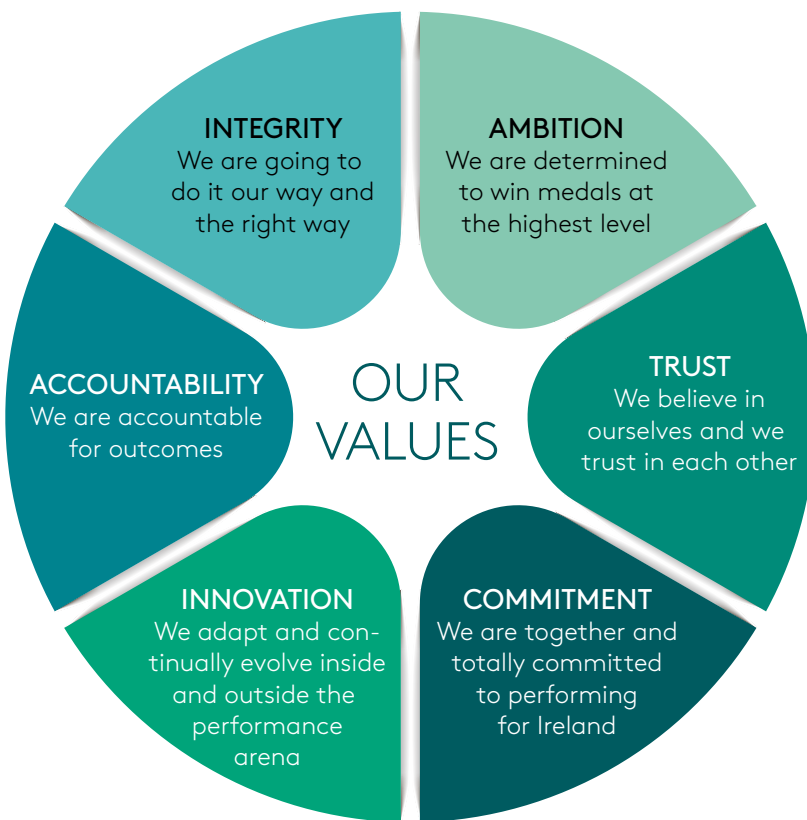 INTEGRITY
We are going to
do it our way and
the right way
AMBITION
We are determined
to win medals at
the highest level
TRUST
We believe in
ourselves and we
trust in each other
COMMITMENT
We are together and
totally committed
to performing
for Ireland
INNOVATION
We adapt and con-
tinually evolve inside
and outside the
performance
arena
ACCOUNTABILITY
We are accountable
for outcomes
OUR
VALUES